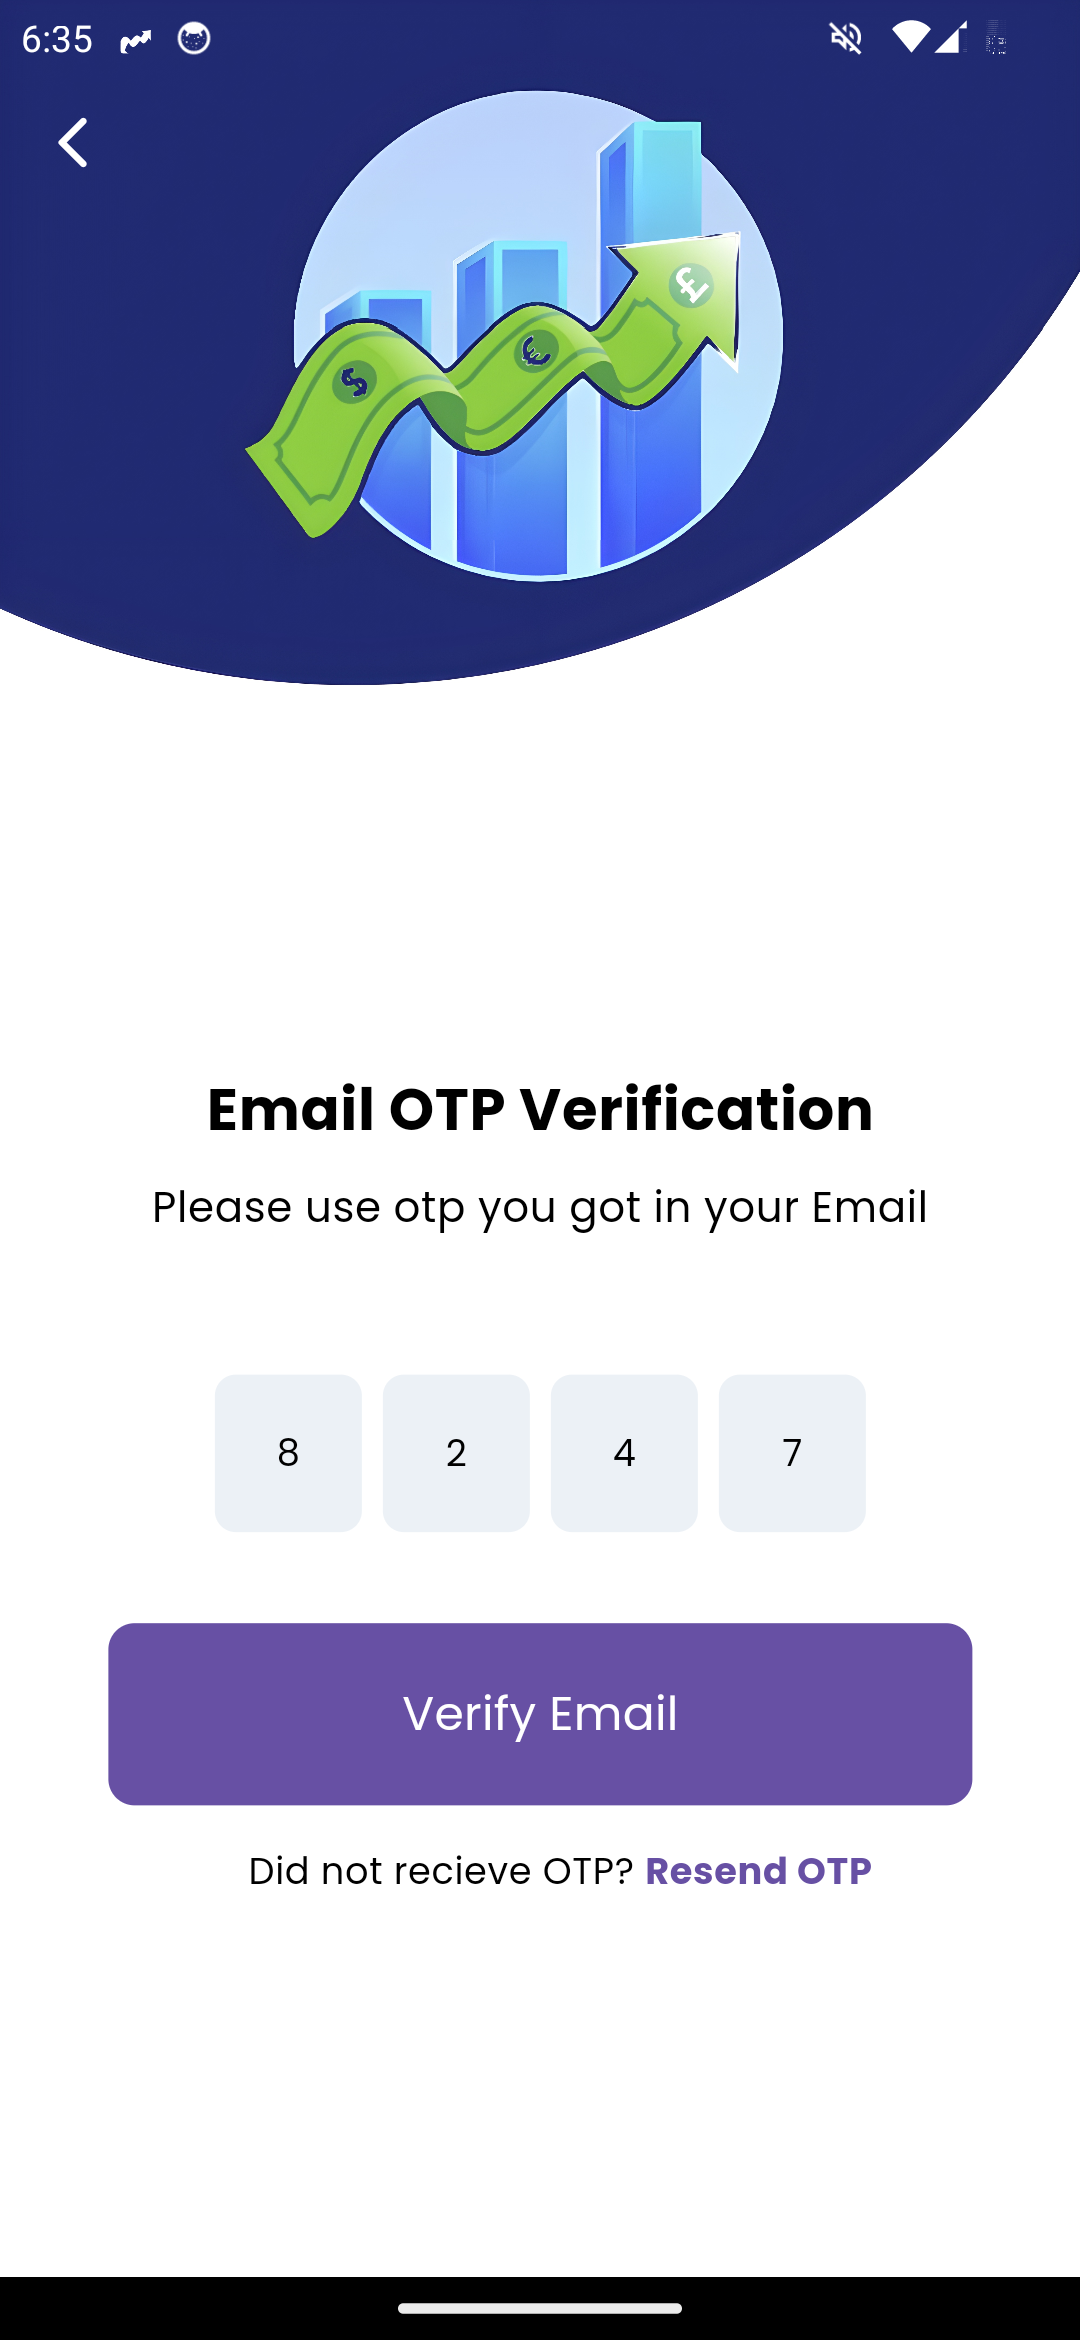 6:35
$
€
£
Email OTP Verification
Please use otp you got in your Email
8 2 4 7
Verify Email
Did not recieve OTP? Resend OTP